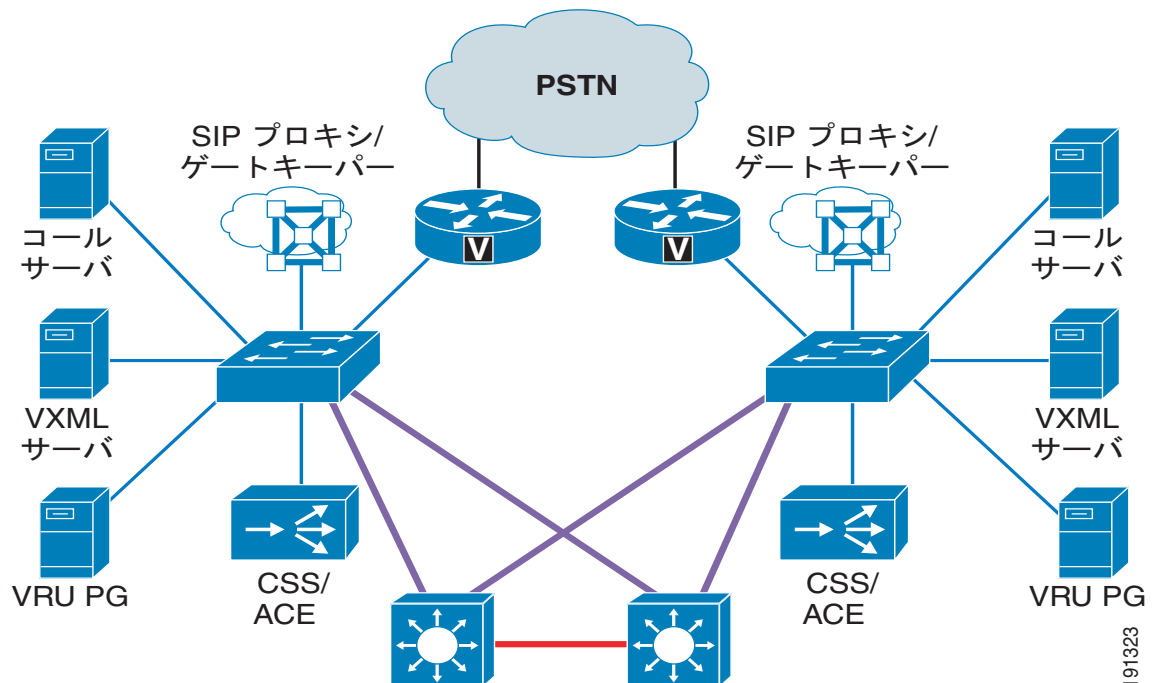 PSTN
SIP プロキシ/
ゲートキーパー
SIP プロキシ/
ゲートキーパー
コール
サーバ
V
V
コール
サーバ
VXML
サーバ
VXML
サーバ
VRU PG
CSS/
ACE
CSS/
ACE
VRU PG
191323